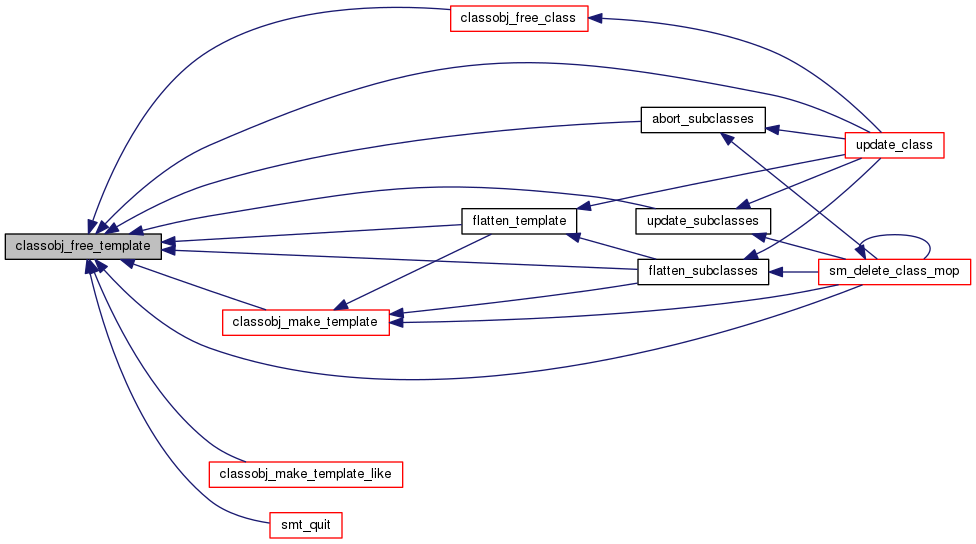 classobj_free_class
abort_subclasses
update_class
flatten_template
update_subclasses
classobj_free_template
flatten_subclasses
sm_delete_class_mop
classobj_make_template
classobj_make_template_like
smt_quit